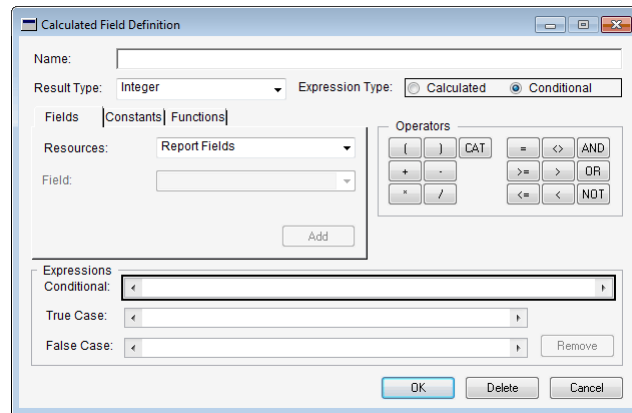 Calculated Field Definition
Name:
Result Type: Integer Expression Type: Calculated Conditional
Fields Constants Functions
Operators
Resources: Report Fields
( ) CAT = <> AND
Field:
+ - >= > OR
* / <= < NOT
Add
Expressions
Conditional:
True Case:
False Case: Remove
OK Delete Cancel